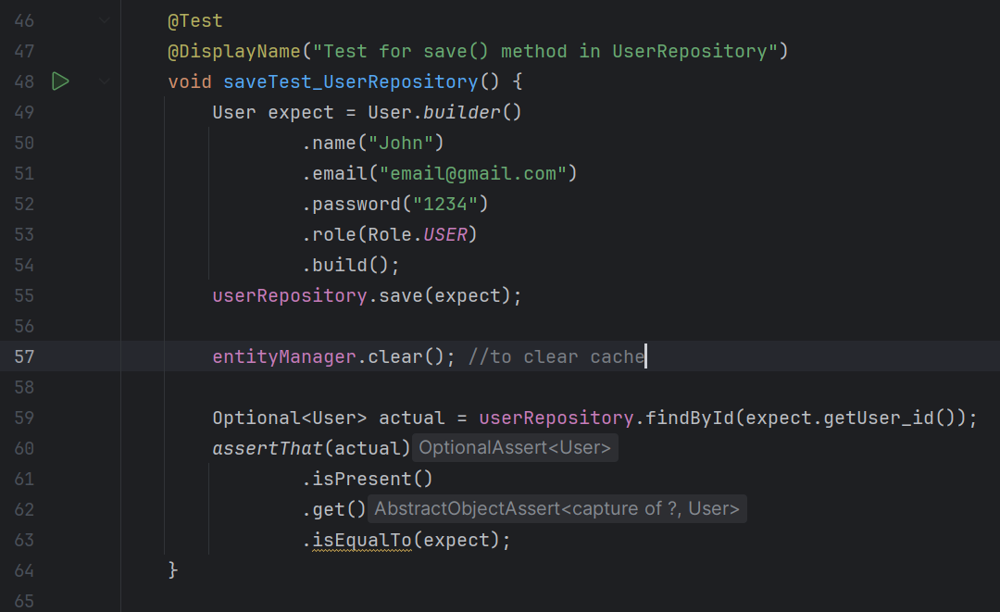 46 @Test
47 @DisplayName("Test for save() method in UserRepository")
48 void saveTest_UserRepository() {
49 User expect = User.builder()
50 .name("John")
51 .email("email@gmail.com")
52 .password("1234")
53 .role(Role.USER)
54 .build();
55 userRepository.save(expect);
56
57 entityManager.clear(); //to clear cache
58
59 Optional<User> actual = userRepository.findById(expect.getUser_id());
60 assertThat(actual) OptionalAssert<User>
61 .isPresent()
62 .get() AbstractObjectAssert<capture of ?, User>
63 .isEqualTo(expect);
64 }
65